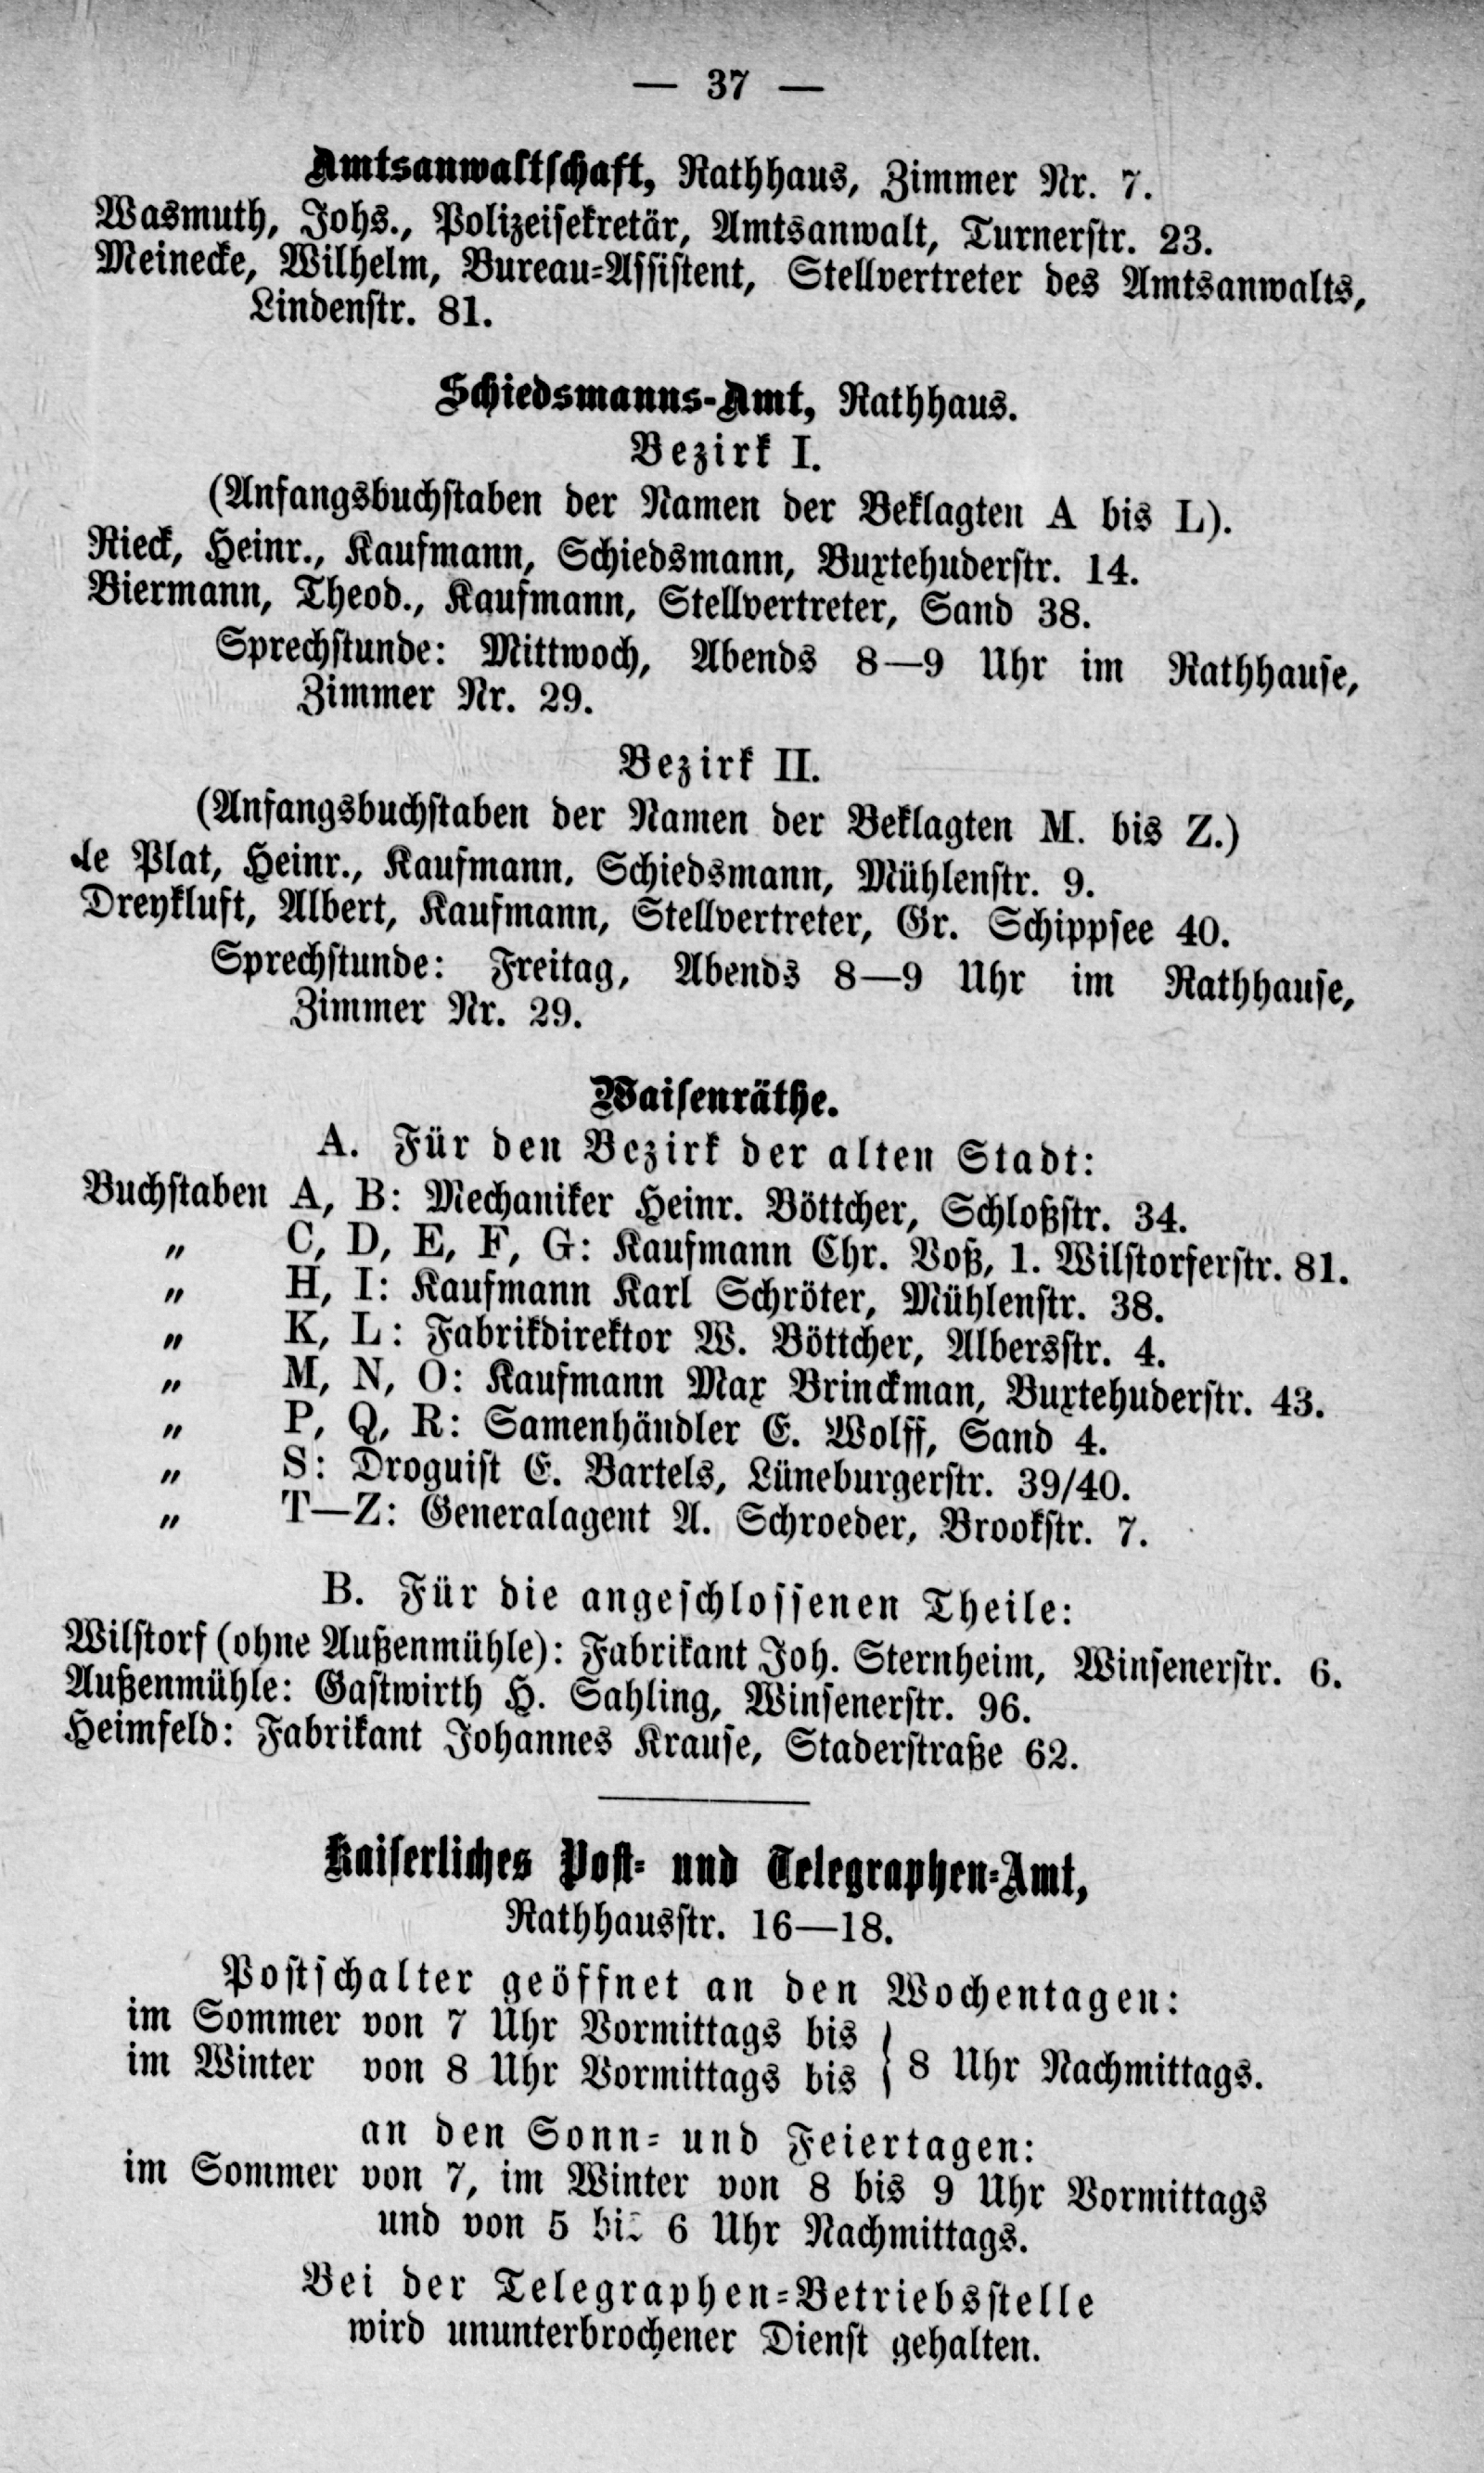 — 37 —
Amtsanwaltschaft, Rathhaus, Zimmer Nr. 7.
Wasmuth, Johs., Polizeisekretär, Amtsanwalt, Turnerstr. 23.
Meinecke, Wilhelm, Bureau-Assistent, Stellvertreter des Amtsanwalts,
Lindenstr. 81.
Schiedsmanns-Amt, Rathhaus.
Bezirk I.
(Anfangsbuchstaben der Namen der Beklagten A bis L).
Rieck, Heinr., Kaufmann, Schiedsmann, Buxtehuderstr. 14.
Biermann, Theod., Kaufmann, Stellvertreter, Sand 38.
Sprechstunde: Mittwoch, Abends 8—9 Uhr im Rathhause,
Zimmer Nr. 29.
Bezirk II.
(Anfangsbuchstaben der Namen der Beklagten M. bis Z.)
le Plat, Heinr., Kaufmann, Schiedsmann, Mühlenstr. 9.
Dreykluft, Albert, Kaufmann, Stellvertreter, Gr. Schippsee 40.
Sprechstunde: Freitag, Abends 8—9 Uhr im Rathhause,
Zimmer Nr. 29.
Waisenräthe.
A. Für den Bezirk der alten Stadt:
Buchstaben A, B: Mechaniker Heinr. Böttcher, Schloßstr. 34.
„ C, D, E, F, G: Kaufmann Chr. Voß, 1. Wilstorferstr. 81.
„ H, I: Kaufmann Karl Schröter, Mühlenstr. 38.
„ K, L: Fabrikdirektor W. Böttcher, Albersstr. 4.
„ M, N, O: Kaufmann Max Brinckman, Buxtehuderstr. 43.
„ P, Q, R: Samenhändler E. Wolff, Sand 4.
„ S: Droguist E. Bartels, Lüneburgerstr. 39/40.
„ T—Z: Generalagent A. Schroeder, Brookstr. 7.
B. Für die angeschlossenen Theile:
Wilstorf (ohne Außenmühle): Fabrikant Joh. Sternheim, Winsenerstr. 6.
Außenmühle: Gastwirth H. Sahling, Winsenerstr. 96.
Heimfeld: Fabrikant Johannes Krause, Staderstraße 62.
Kaiserliches Post- und Telegraphen-Amt,
Rathhausstr. 16—18.
Postschalter geöffnet an den Wochentagen:
im Sommer von 7 Uhr Vormittags bis
im Winter von 8 Uhr Vormittags bis } 8 Uhr Nachmittags.
an den Sonn- und Feiertagen:
im Sommer von 7, im Winter von 8 bis 9 Uhr Vormittags
und von 5 bis 6 Uhr Nachmittags.
Bei der Telegraphen-Betriebsstelle
wird ununterbrochener Dienst gehalten.